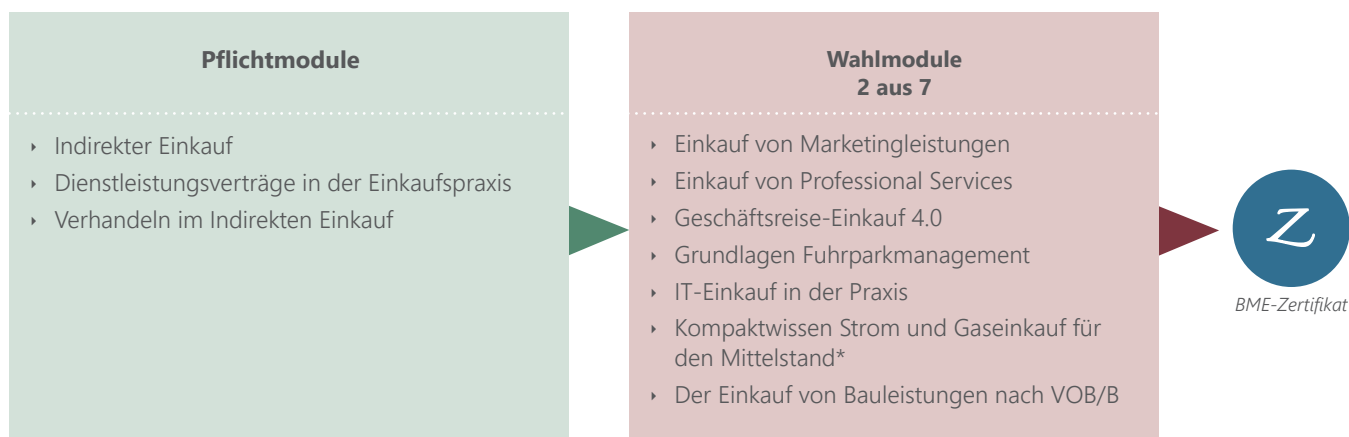 Pflichtmodule
‣ Indirekter Einkauf
‣ Dienstleistungsverträge in der Einkaufspraxis
‣ Verhandeln im Indirekten Einkauf
Wahlmodule
2 aus 7
‣ Einkauf von Marketingleistungen
‣ Einkauf von Professional Services
‣ Geschäftsreise-Einkauf 4.0
‣ Grundlagen Fuhrparkmanagement
‣ IT-Einkauf in der Praxis
‣ Kompaktwissen Strom und Gaseinkauf für
den Mittelstand*
‣ Der Einkauf von Bauleistungen nach VOB/B
Z
BME-Zertifikat